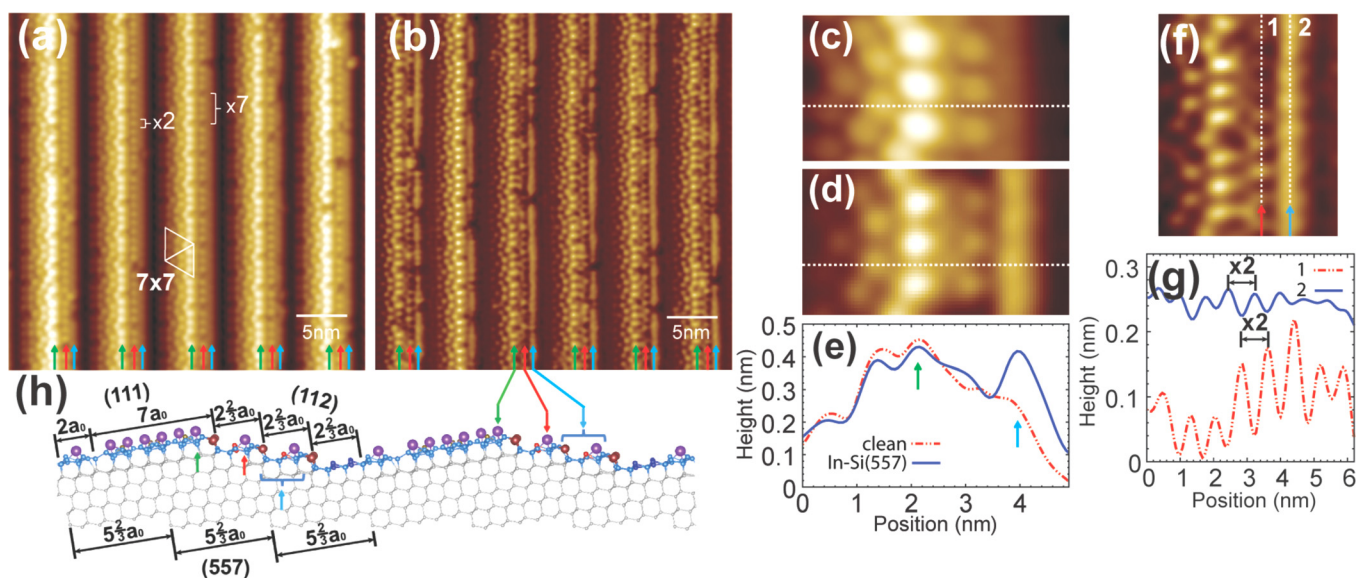 (a)
x2
x7
7x7
5nm
(b)
5nm
(c)
(d)
(e)
0.5
0.4
0.3
0.2
0.1
0
Height (nm)
clean
In-Si(557)
0 1 2 3 4
Position (nm)
(f)
1 2
(g)
0.3
0.2
0.1
0
Height (nm)
x2
x2
1
2
0 1 2 3 4 5 6
Position (nm)
(h)
(111)
(112)
2a₀ 7a₀ 2⅔a₀ 2⅔a₀ 2⅔a₀
5⅔a₀ 5⅔a₀ 5⅔a₀
(557)